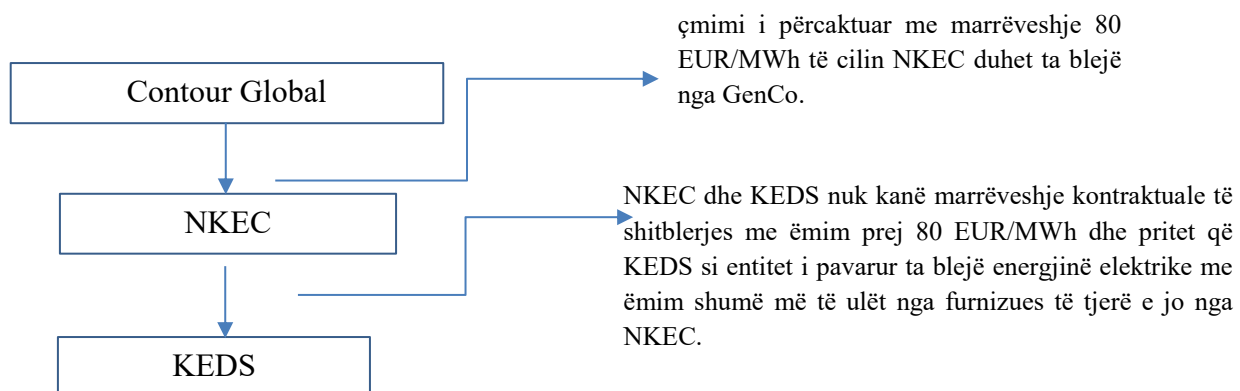 çmimi i përcaktuar me marrëveshje 80
EUR/MWh të cilin NKEC duhet ta blejë
nga GenCo.
Contour Global
NKEC
NKEC dhe KEDS nuk kanë marrëveshje kontraktuale të
shitblerjes me ëmim prej 80 EUR/MWh dhe pritet që
KEDS si entitet i pavarur ta blejë energjinë elektrike me
ëmim shumë më të ulët nga furnizues të tjerë e jo nga
NKEC.
KEDS